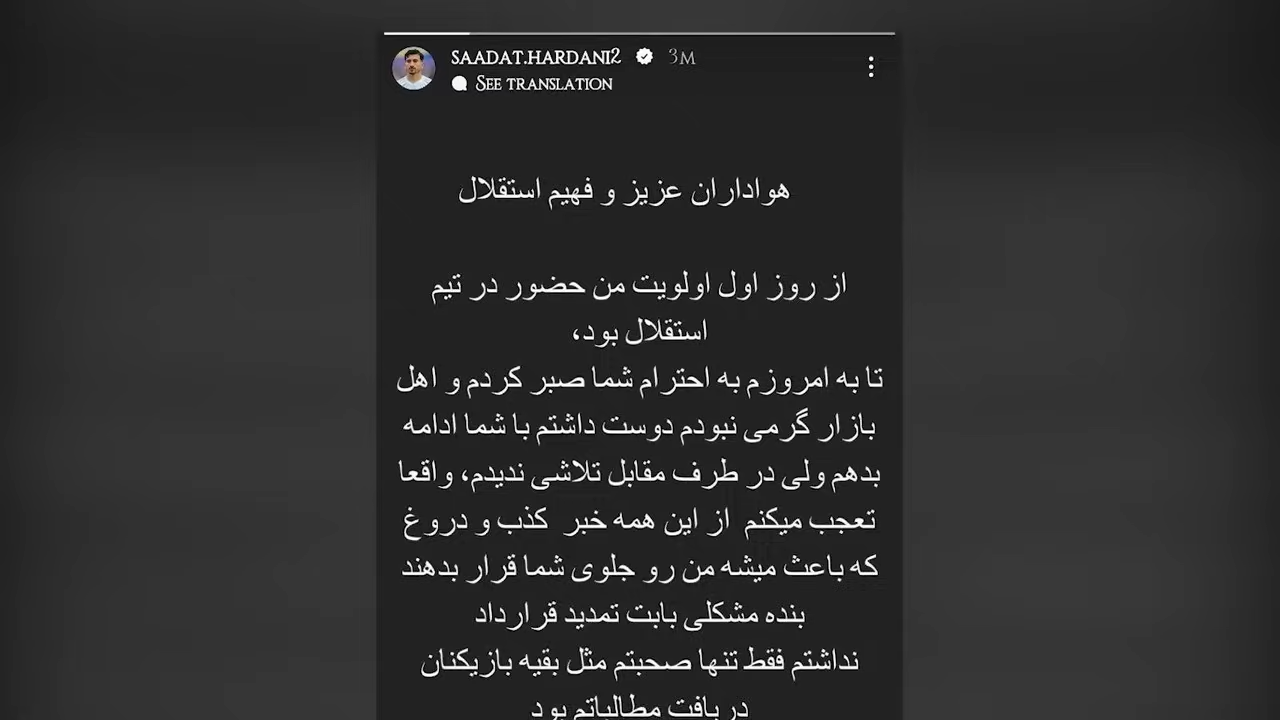 SAADAT.HARDANI2 3M
SEE TRANSLATION
هواداران عزیز و فهیم استقلال
از روز اول اولویت من حضور در تیم
استقلال بود،
تا به امروزم به احترام شما صبر کردم و اهل
بازار گرمی نبودم دوست داشتم با شما ادامه
بدهم ولی در طرف مقابل تلاشی ندیدم، واقعا
تعجب میکنم از این همه خبر کذب و دروغ
که باعث میشه من رو جلوی شما قرار بدهند
بنده مشکلی بابت تمدید قرارداد
نداشتم فقط تنها صحبتم مثل بقیه بازیکنان
دریافت مطالباتم بود